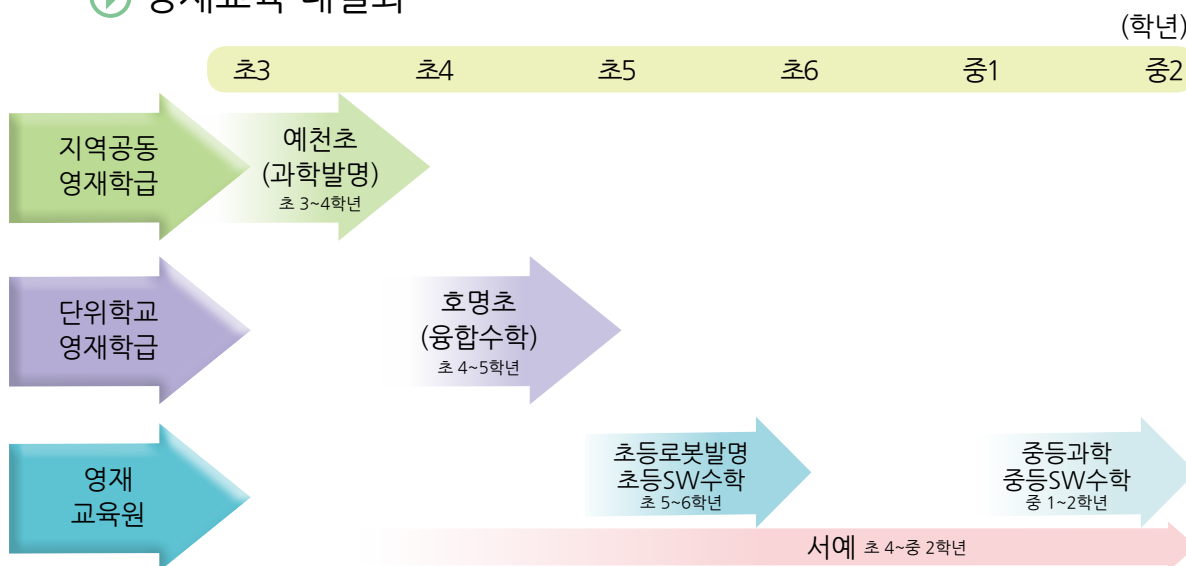 (학년)
초3 초4 초5 초6 중1 중2
지역공동
영재학급
예천초
(과학발명)
초 3~4학년
단위학교
영재학급
호명초
(융합수학)
초 4~5학년
영재
교육원
초등로봇발명
초등SW수학
초 5~6학년
중등과학
중등SW수학
중 1~2학년
서예 초 4~중 2학년